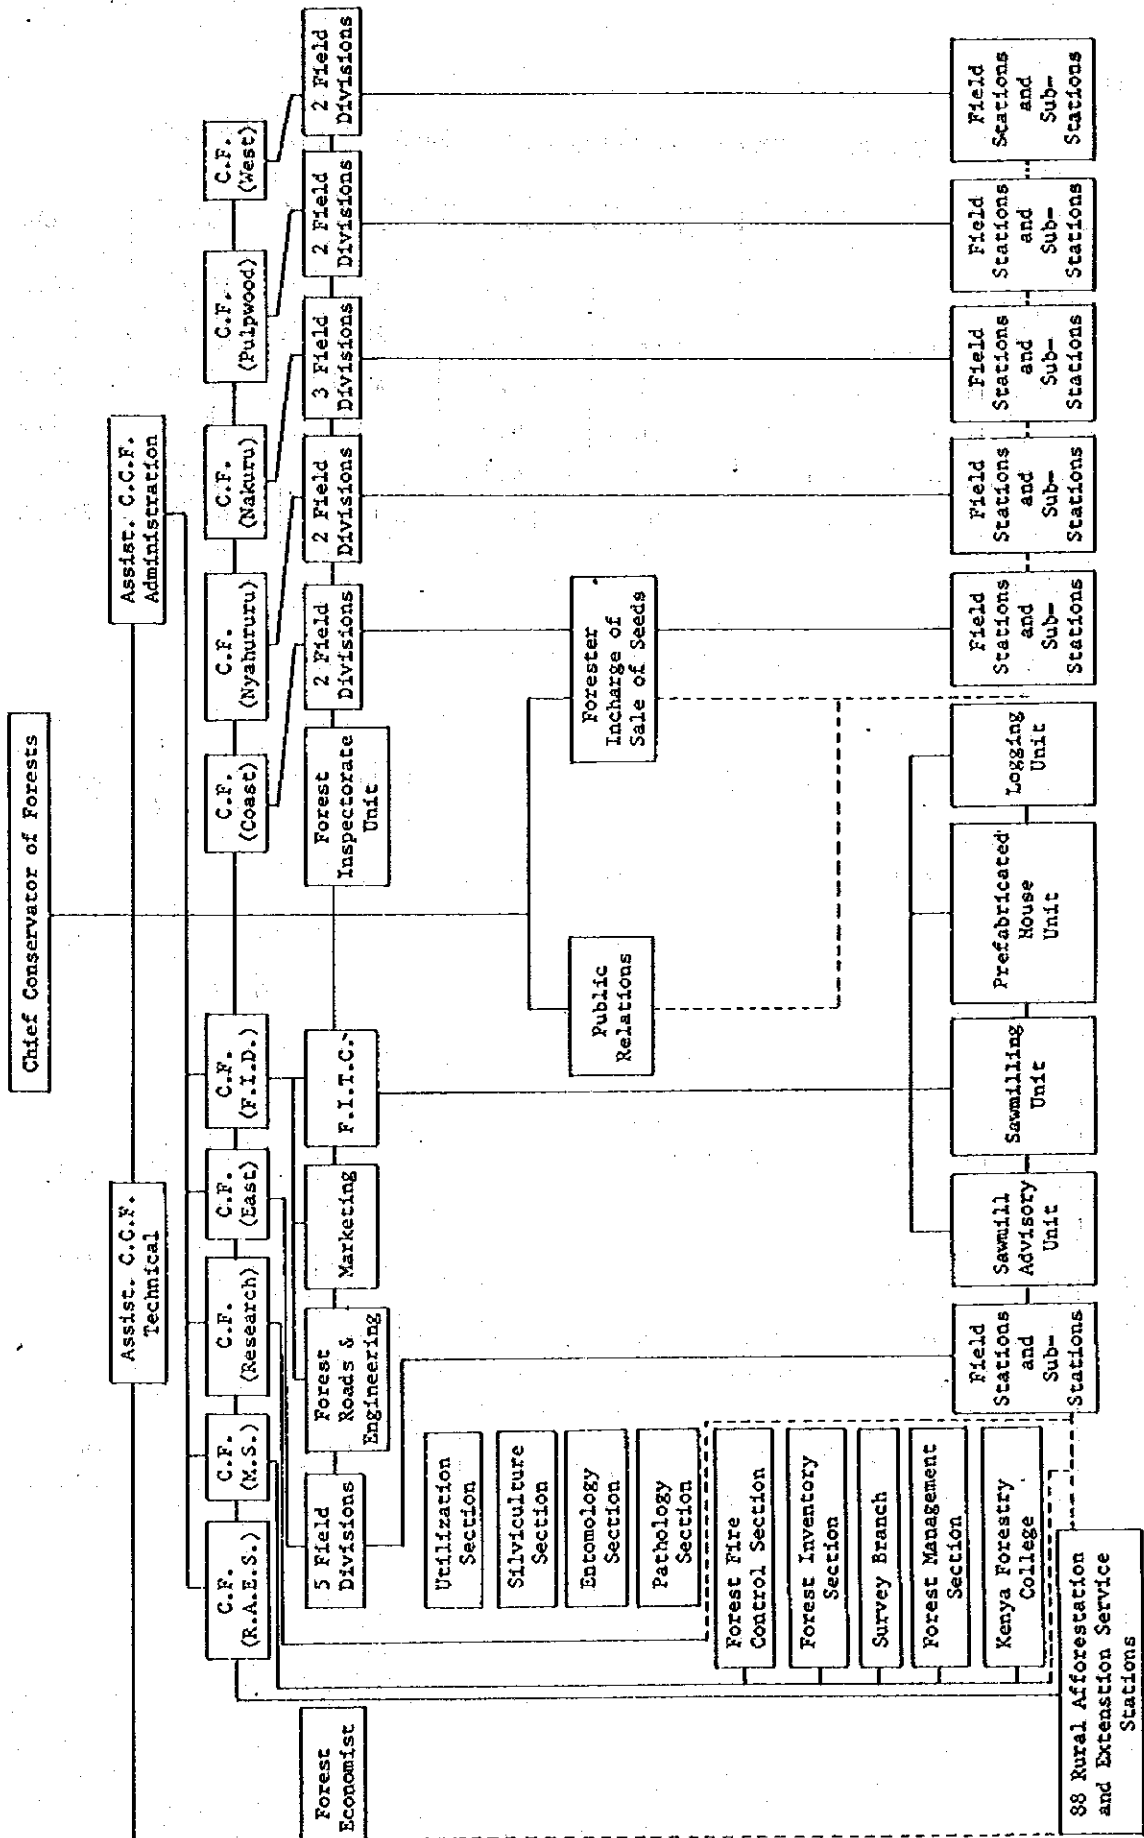 Chief Conservator of Forests
Assist. C.C.F.
Technical
Assist. C.C.F.
Administration
C.F.
(R.A.E.S.)
C.F.
(M.S.)
C.F.
(Research)
C.F.
(East)
C.F.
(F.I.D.)
C.F.
(Coast)
C.F.
(Nyahururu)
C.F.
(Nakuru)
C.F.
(Pulpwood)
C.F.
(West)
Forest
Economist
5 Field
Divisions
Forest
Roads &
Engineering
Marketing
F.I.T.C.
Forest
Inspectorate
Unit
2 Field
Divisions
2 Field
Divisions
3 Field
Divisions
2 Field
Divisions
2 Field
Divisions
Utilization
Section
Silviculture
Section
Entomology
Section
Pathology
Section
Public
Relations
Forester
Incharge of
Sale of Seeds
Forest Fire
Control Section
Forest Inventory
Section
Survey Branch
Forest Management
Section
Kenya Forestry
College
Field
Stations
and
Sub-
Stations
Sawmill
Advisory
Unit
Sawmilling
Unit
Prefabricated
House
Unit
Logging
Unit
Field
Stations
and
Sub-
Stations
Field
Stations
and
Sub-
Stations
Field
Stations
and
Sub-
Stations
Field
Stations
and
Sub-
Stations
Field
Stations
and
Sub-
Stations
88 Rural Afforestation
and Extenstion Service
Stations